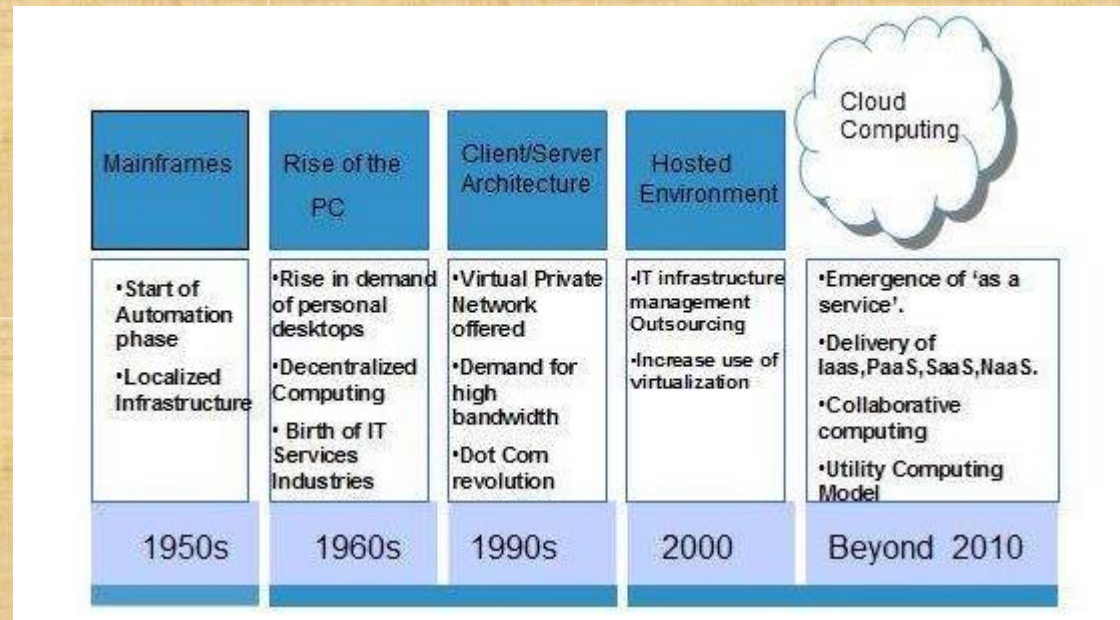 Mainframes
•Start of
Automation
phase
•Localized
Infrastructure
1950s
Rise of the
PC
•Rise in demand
of personal
desktops
•Decentralized
Computing
• Birth of IT
Services
Industries
1960s
Client/Server
Architecture
•Virtual Private
Network
offered
•Demand for
high
bandwidth
•Dot Com
revolution
1990s
Hosted
Environment
•IT infrastructure
management
Outsourcing
•Increase use of
virtualization
2000
Cloud
Computing
•Emergence of ‘as a
service’.
•Delivery of
Iaas,PaaS,SaaS,NaaS.
•Collaborative
computing
•Utility Computing
Model
Beyond 2010